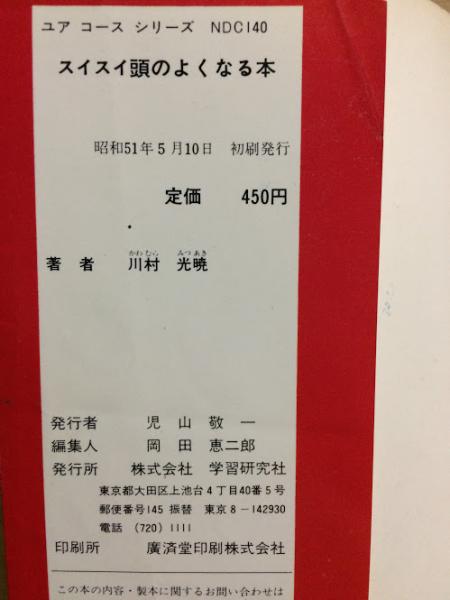 ユア コース シリーズ NDC140
スイスイ頭のよくなる本
昭和51年5月10日 初刷発行
定価 450円
かわむら みつあき
著者 川村 光暁
発行者 児山敬一
編集人 岡田恵二郎
発行所 株式会社 学習研究社
東京都大田区上池台4丁目40番5号
郵便番号145 振替 東京8-142930
電話 (720) 1111
印刷所 廣済堂印刷株式会社
この本の内容・製本に関するお問い合わせは